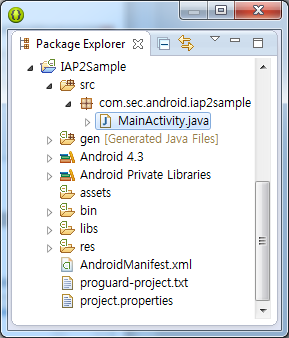 Package Explorer
IAP2Sample
src
com.sec.android.iap2sample
MainActivity.java
gen [Generated Java Files]
Android 4.3
Android Private Libraries
assets
bin
libs
res
AndroidManifest.xml
proguard-project.txt
project.properties